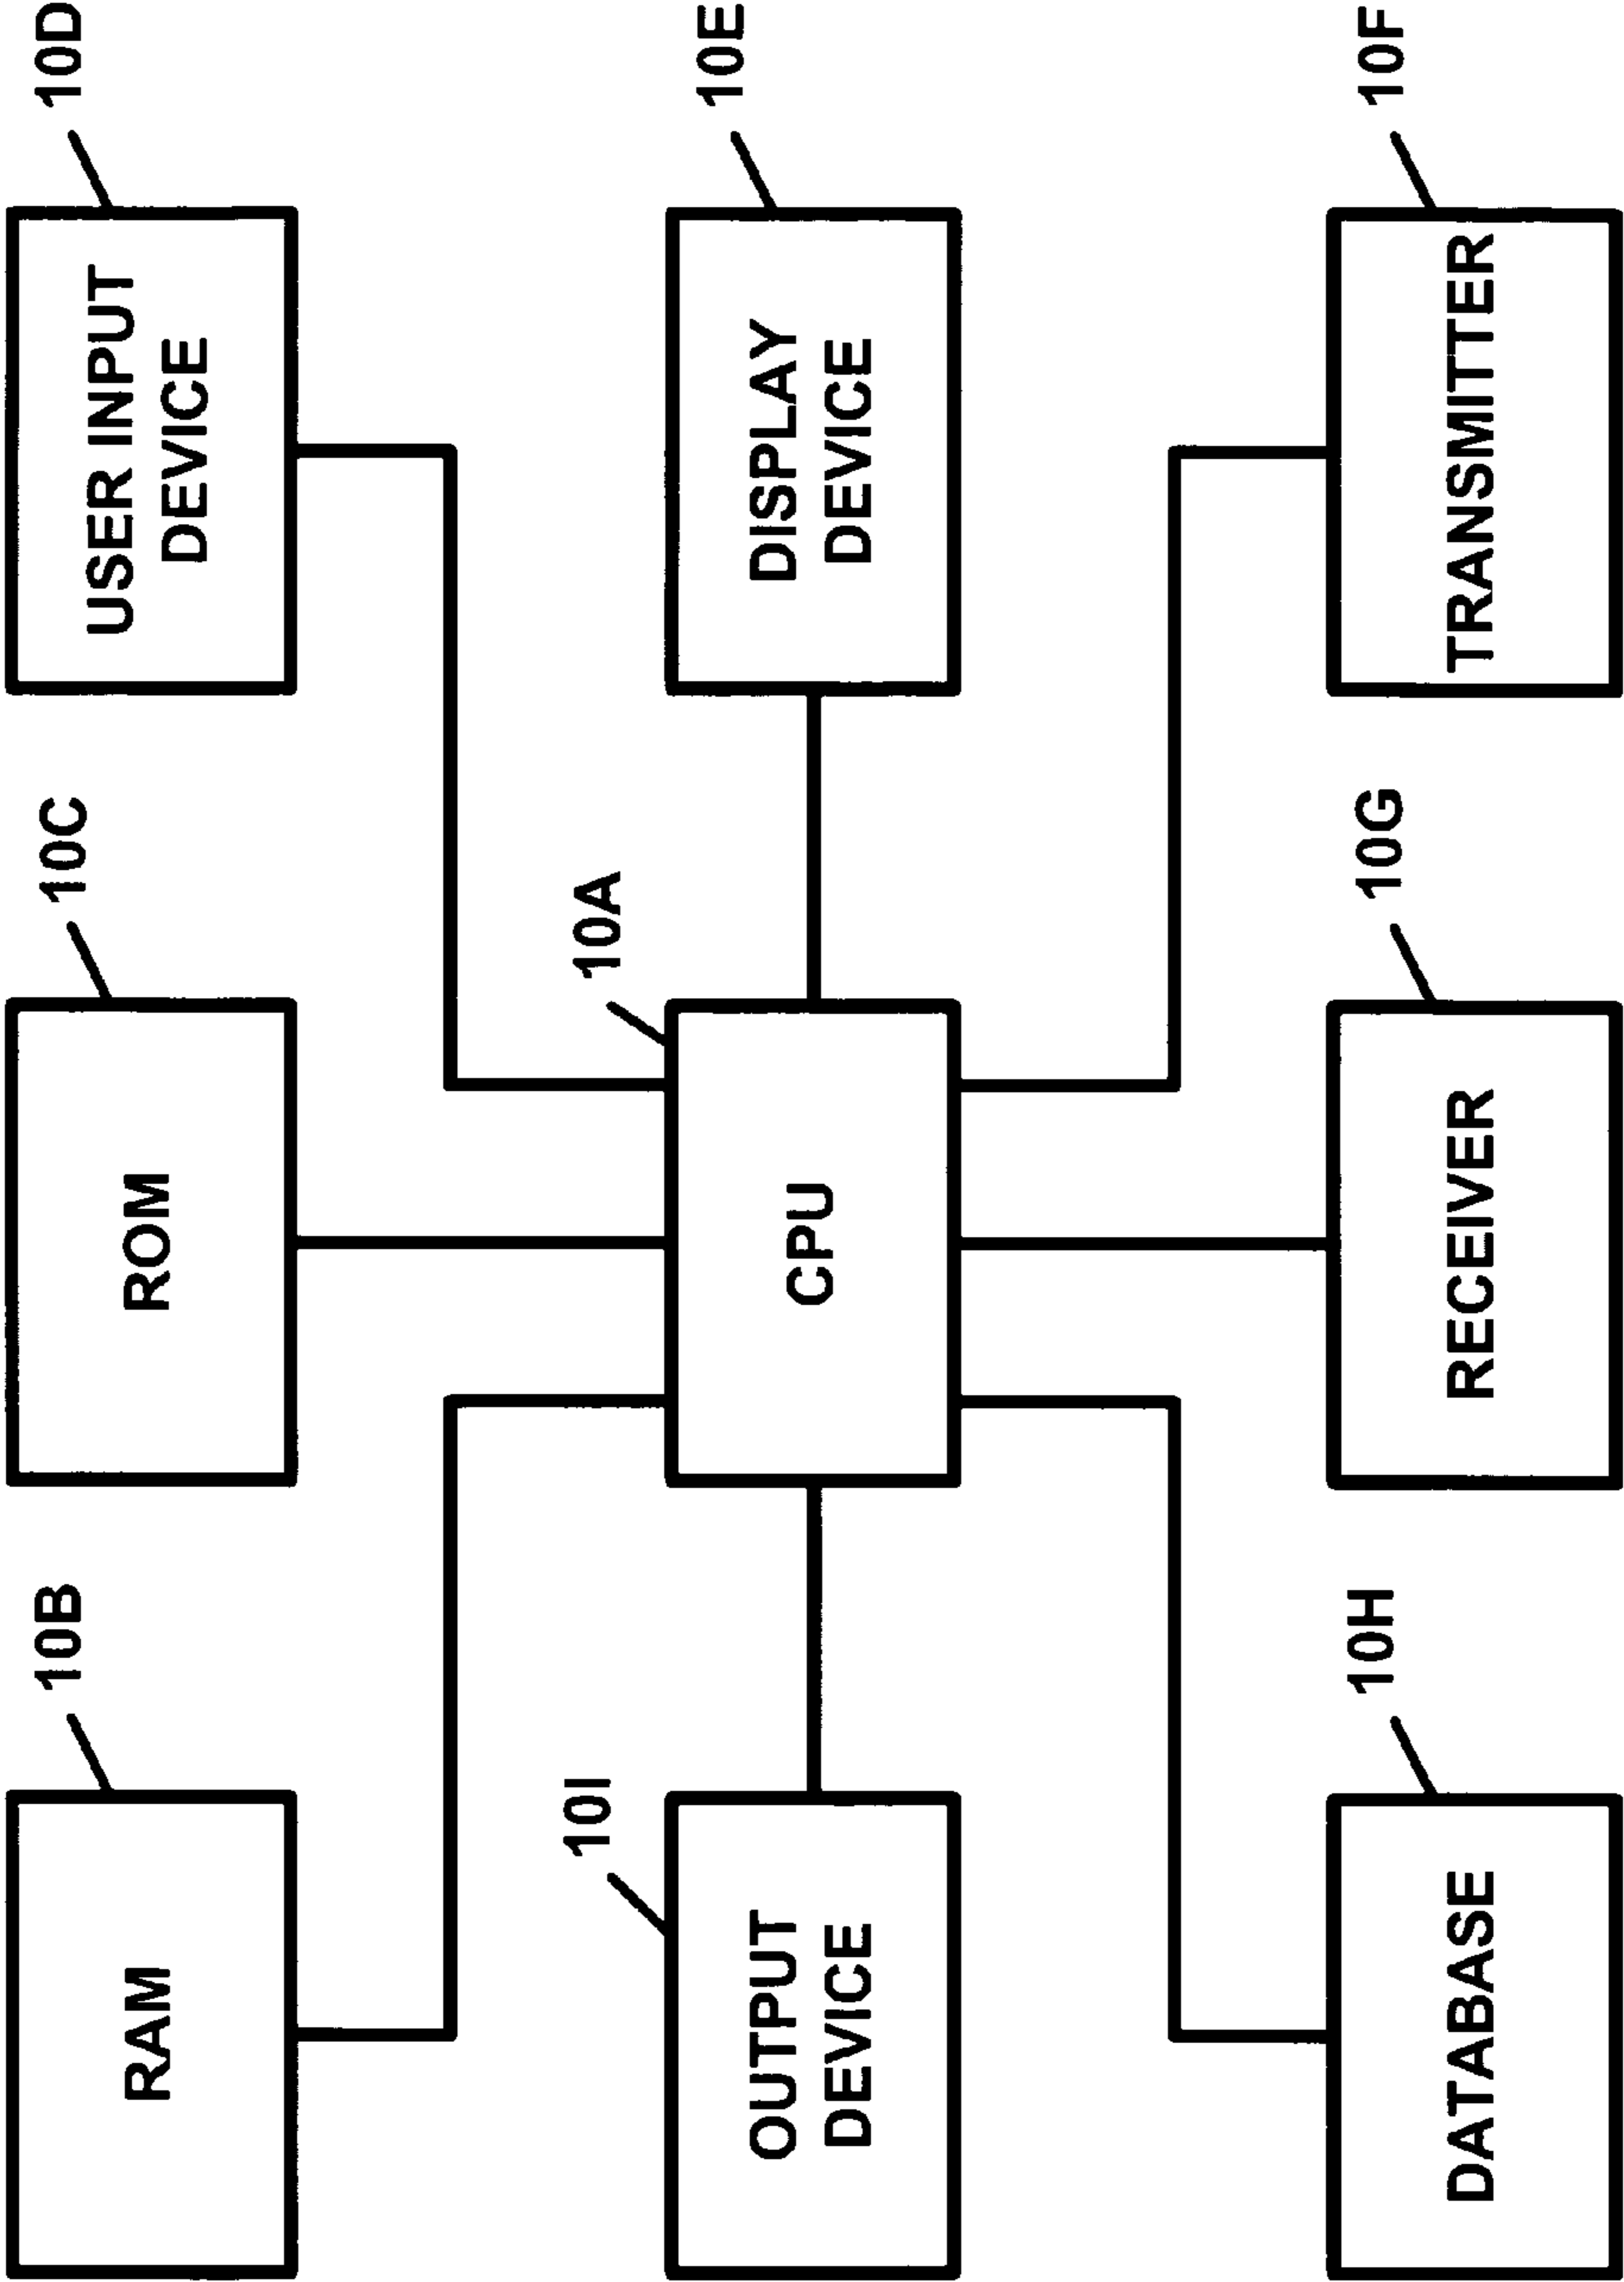 10B
RAM
10C
ROM
10D
USER INPUT
DEVICE
10I
OUTPUT
DEVICE
10A
CPU
10E
DISPLAY
DEVICE
10H
DATABASE
10G
RECEIVER
10F
TRANSMITTER